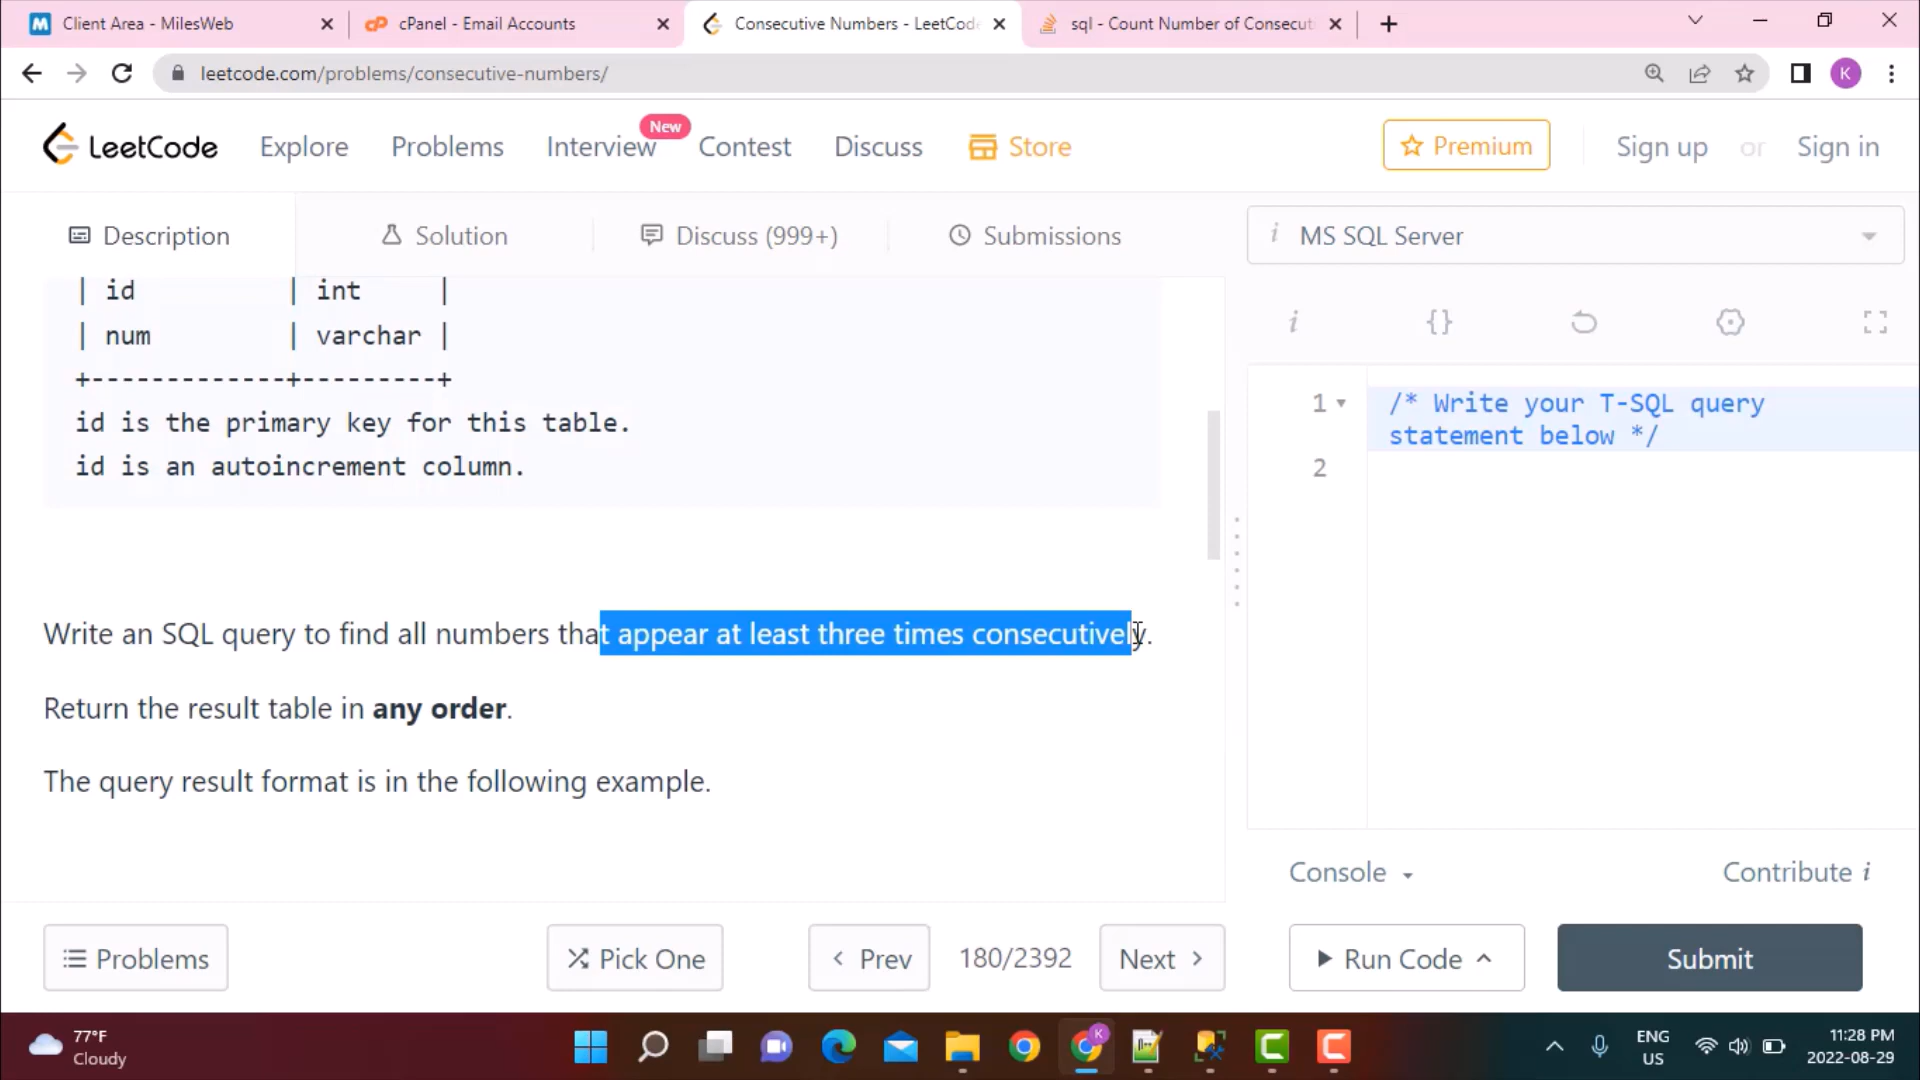 Client Area - MilesWeb
cPanel - Email Accounts
Consecutive Numbers - LeetCode
sql - Count Number of Consecut
leetcode.com/problems/consecutive-numbers/
K
LeetCode
Explore
Problems
Interview
New
Contest
Discuss
Store
Premium
Sign up
or
Sign in
Description
Solution
Discuss (999+)
Submissions
MS SQL Server
| id | int |
| num | varchar |
+-------------+---------+
id is the primary key for this table.
id is an autoincrement column.
Write an SQL query to find all numbers that appear at least three times consecutively.
Return the result table in any order.
The query result format is in the following example.
1
/* Write your T-SQL query
statement below */
2
Console
Contribute i
Problems
Pick One
Prev
180/2392
Next
Run Code
Submit
77°F
Cloudy
ENG
US
11:28 PM
2022-08-29